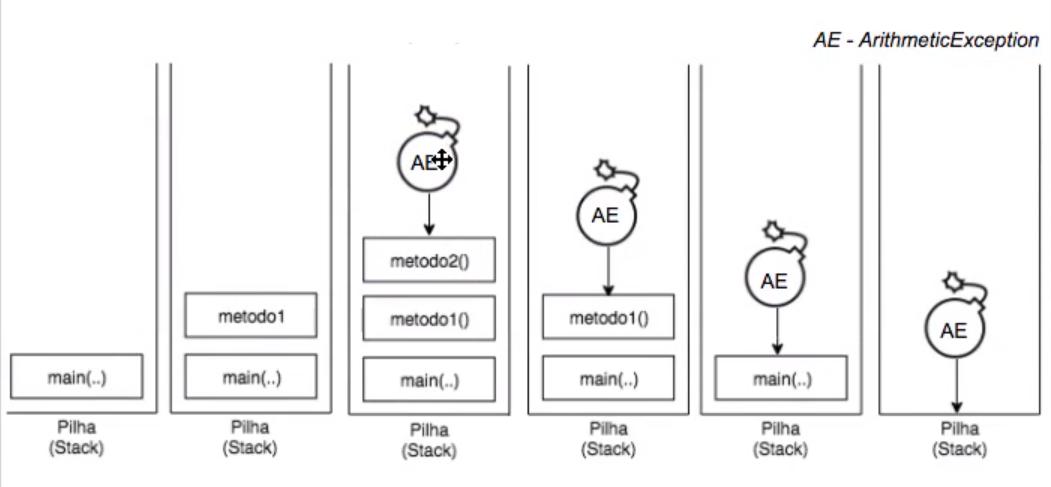 AE - ArithmeticException
main(..)
Pilha
(Stack)
metodo1
main(..)
Pilha
(Stack)
AE
metodo2()
metodo1()
main(..)
Pilha
(Stack)
AE
metodo1()
main(..)
Pilha
(Stack)
AE
main(..)
Pilha
(Stack)
AE
Pilha
(Stack)